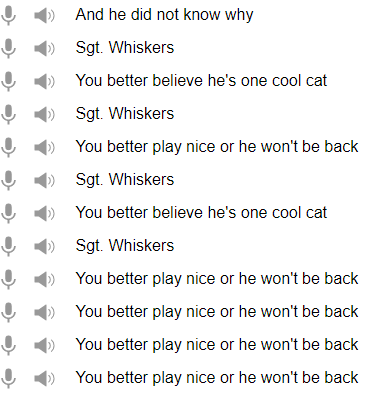 And he did not know why
Sgt. Whiskers
You better believe he's one cool cat
Sgt. Whiskers
You better play nice or he won't be back
Sgt. Whiskers
You better believe he's one cool cat
Sgt. Whiskers
You better play nice or he won't be back
You better play nice or he won't be back
You better play nice or he won't be back
You better play nice or he won't be back